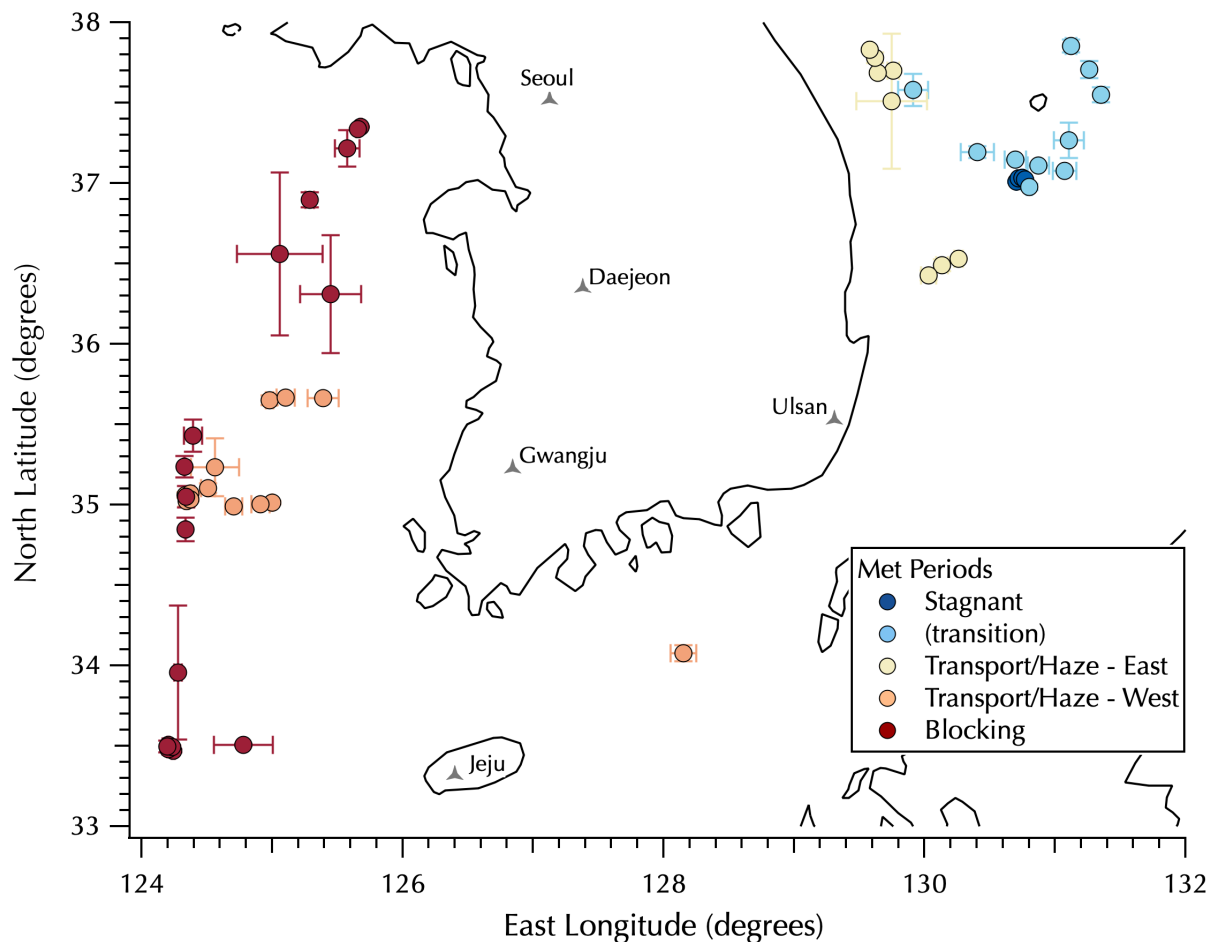 38
37
36
35
34
33
North Latitude (degrees)
Seoul
Daejeon
Ulsan
Gwangju
Jeju
Met Periods
Stagnant
(transition)
Transport/Haze - East
Transport/Haze - West
Blocking
124
126
128
130
132
East Longitude (degrees)